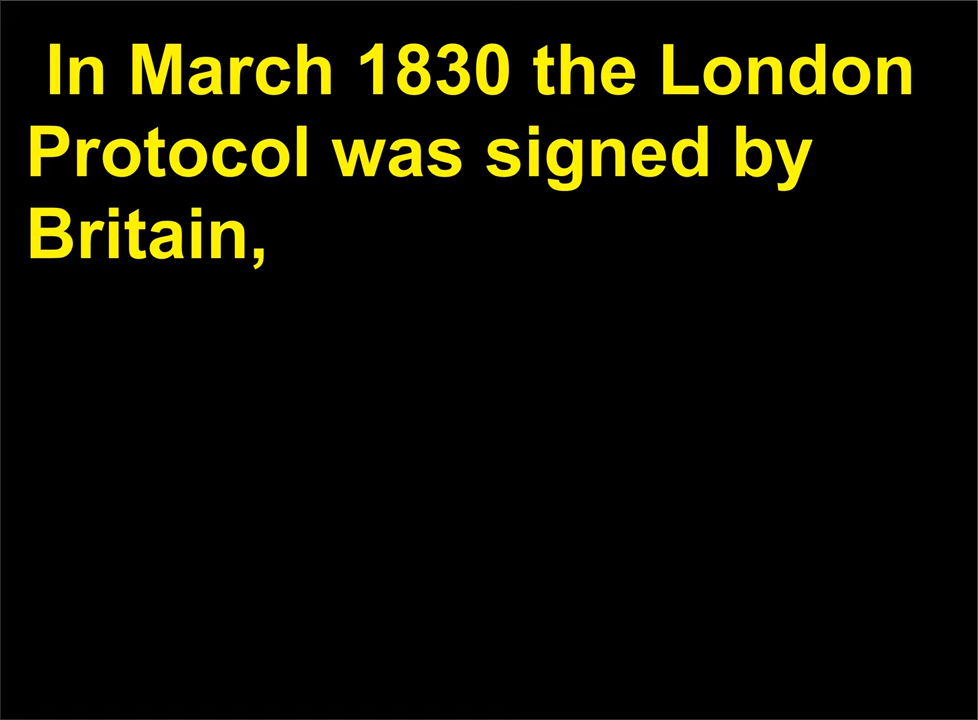 In March 1830 the London
Protocol was signed by
Britain,